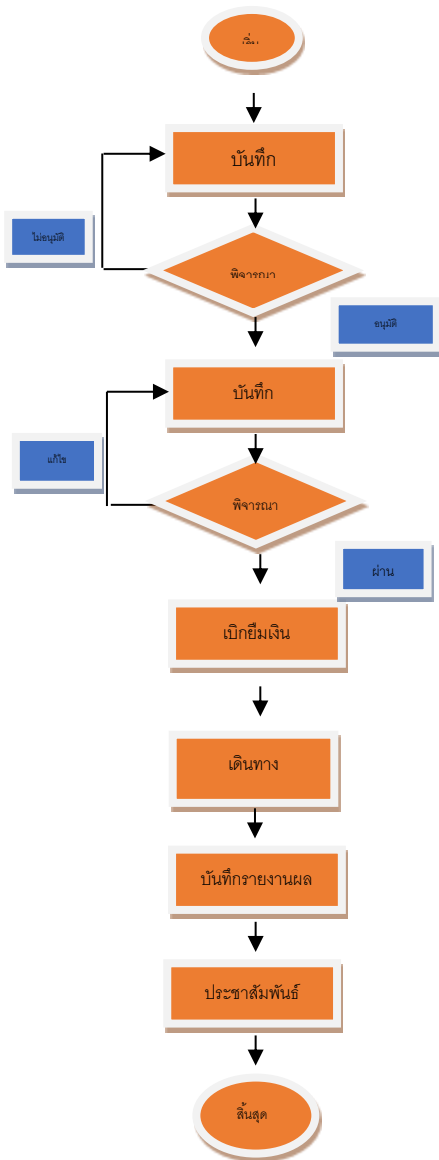 บันทึก
ไม่อนุมัติ
พิจารณา
อนุมัติ
บันทึก
แก้ไข
พิจารณา
ผ่าน
เบิกยืมเงิน
เดินทาง
บันทึกรายงานผล
ประชาสัมพันธ์
สิ้นสุด